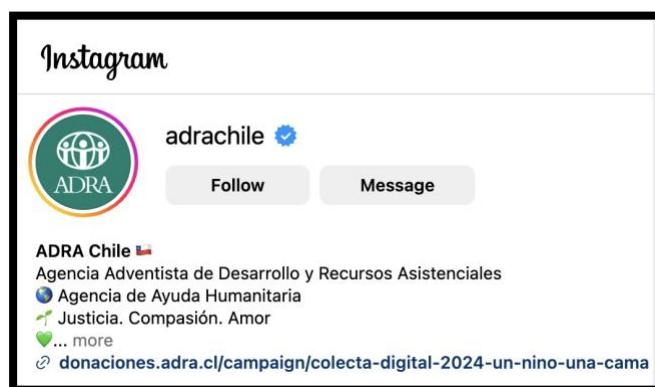 Instagram
ADRA
adrachile
Follow Message
ADRA Chile 🇨🇱
Agencia Adventista de Desarrollo y Recursos Asistenciales
🌎 Agencia de Ayuda Humanitaria
🌱 Justicia. Compasión. Amor
💚... more
donaciones.adra.cl/campaign/colecta-digital-2024-un-nino-una-cama